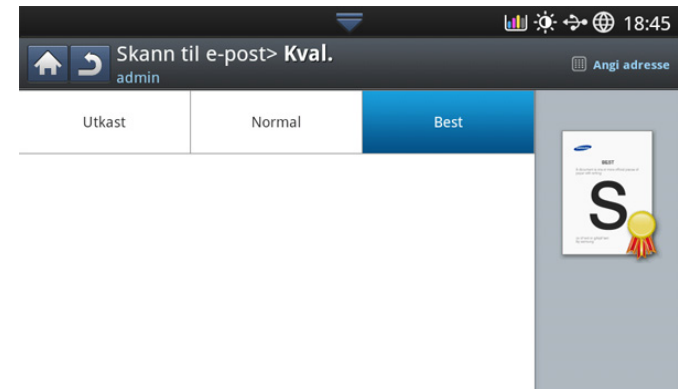 18:45
Skann til e-post> Kval.
admin
Angi adresse
Utkast
Normal
Best
BEST
S